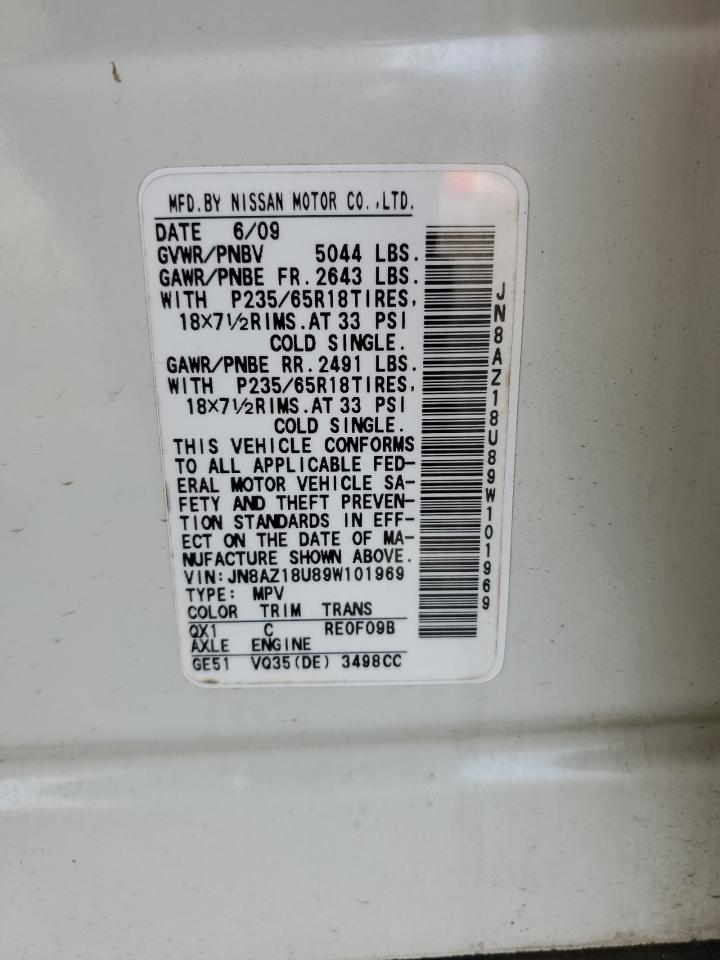 MFD.BY NISSAN MOTOR CO.,LTD.
DATE 6/09
GVWR/PNBV 5044 LBS.
GAWR/PNBE FR.2643 LBS.
WITH P235/65R18TIRES,
18×7½RIMS.AT 33 PSI
COLD SINGLE.
GAWR/PNBE RR.2491 LBS.
WITH P235/65R18TIRES,
18×7½RIMS.AT 33 PSI
COLD SINGLE.
THIS VEHICLE CONFORMS
TO ALL APPLICABLE FED-
ERAL MOTOR VEHICLE SA-
FETY AND THEFT PREVEN-
TION STANDARDS IN EFF-
ECT ON THE DATE OF MA-
NUFACTURE SHOWN ABOVE.
VIN:JN8AZ18U89W101969
TYPE: MPV
COLOR TRIM TRANS
QX1 C RE0F09B
AXLE ENGINE
GE51 VQ35(DE) 3498CC
JN8AZ18U89W101969